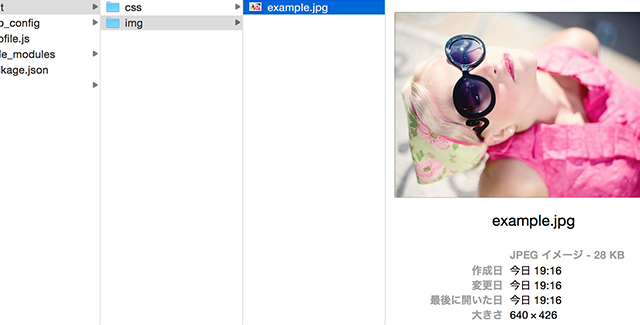 t
o_config
ofile.js
le_modules
ckage.json
css
img
example.jpg
example.jpg
JPEG イメージ - 28 KB
作成日 今日 19:16
変更日 今日 19:16
最後に開いた日 今日 19:16
大きさ 640 × 426